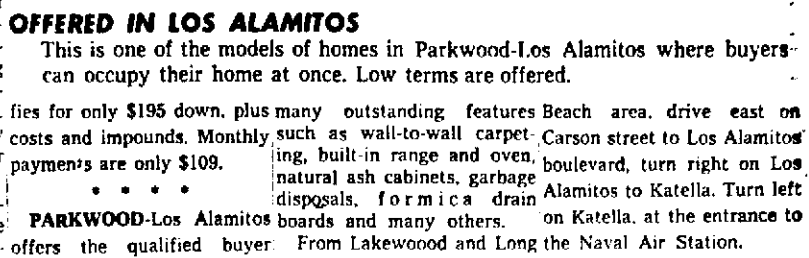 OFFERED IN LOS ALAMITOS
This is one of the models of homes in Parkwood-Los Alamitos where buyers
can occupy their home at once. Low terms are offered.
fies for only $195 down, plus
costs and impounds. Monthly
payments are only $109.
* * * *
PARKWOOD-Los Alamitos
offers the qualified buyer
many outstanding features
such as wall-to-wall carpet-
ing, built-in range and oven,
natural ash cabinets, garbage
disposals, formica drain
boards and many others.
From Lakewoood and Long
Beach area, drive east on
Carson street to Los Alamitos
boulevard, turn right on Los
Alamitos to Katella. Turn left
on Katella, at the entrance to
the Naval Air Station.